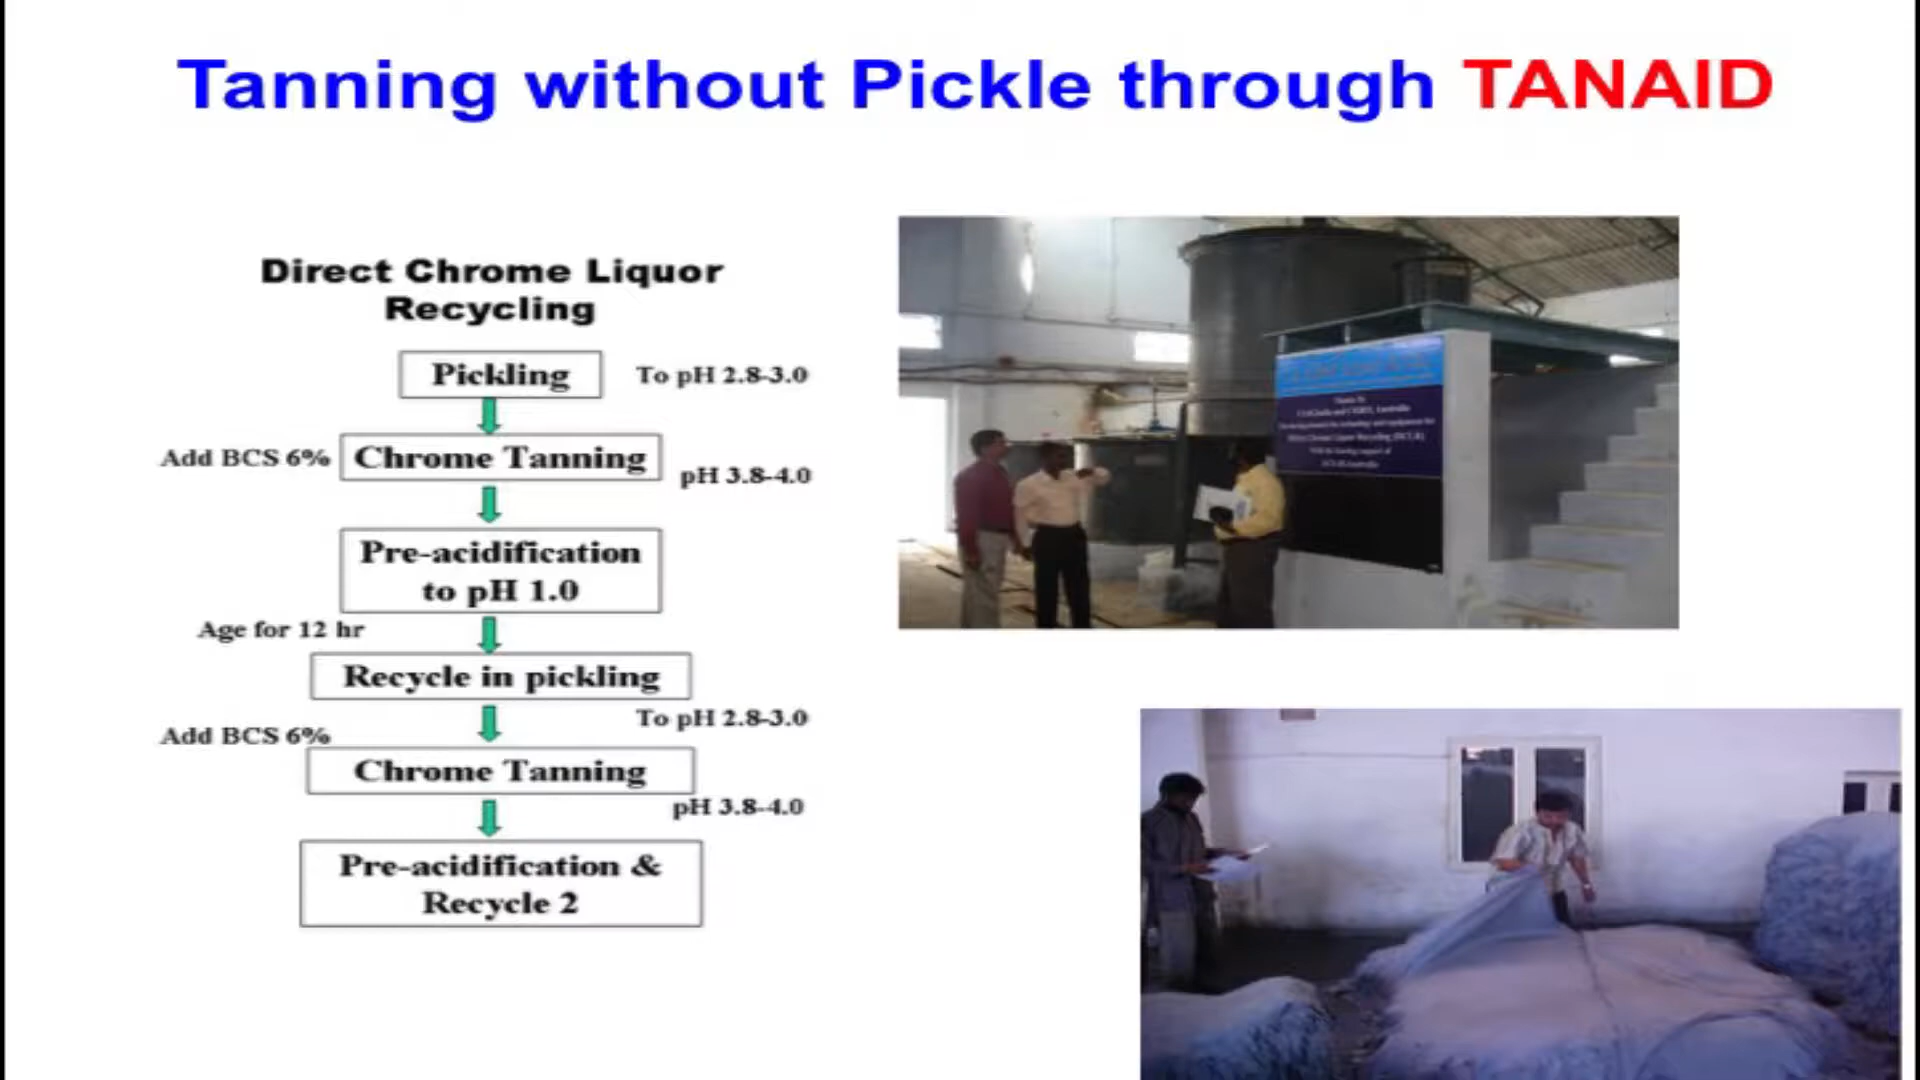 Tanning without Pickle through TANAID
Direct Chrome Liquor
Recycling
Pickling
To pH 2.8-3.0
Add BCS 6%
Chrome Tanning
pH 3.8-4.0
Pre-acidification
to pH 1.0
Age for 12 hr
Recycle in pickling
To pH 2.8-3.0
Add BCS 6%
Chrome Tanning
pH 3.8-4.0
Pre-acidification &
Recycle 2